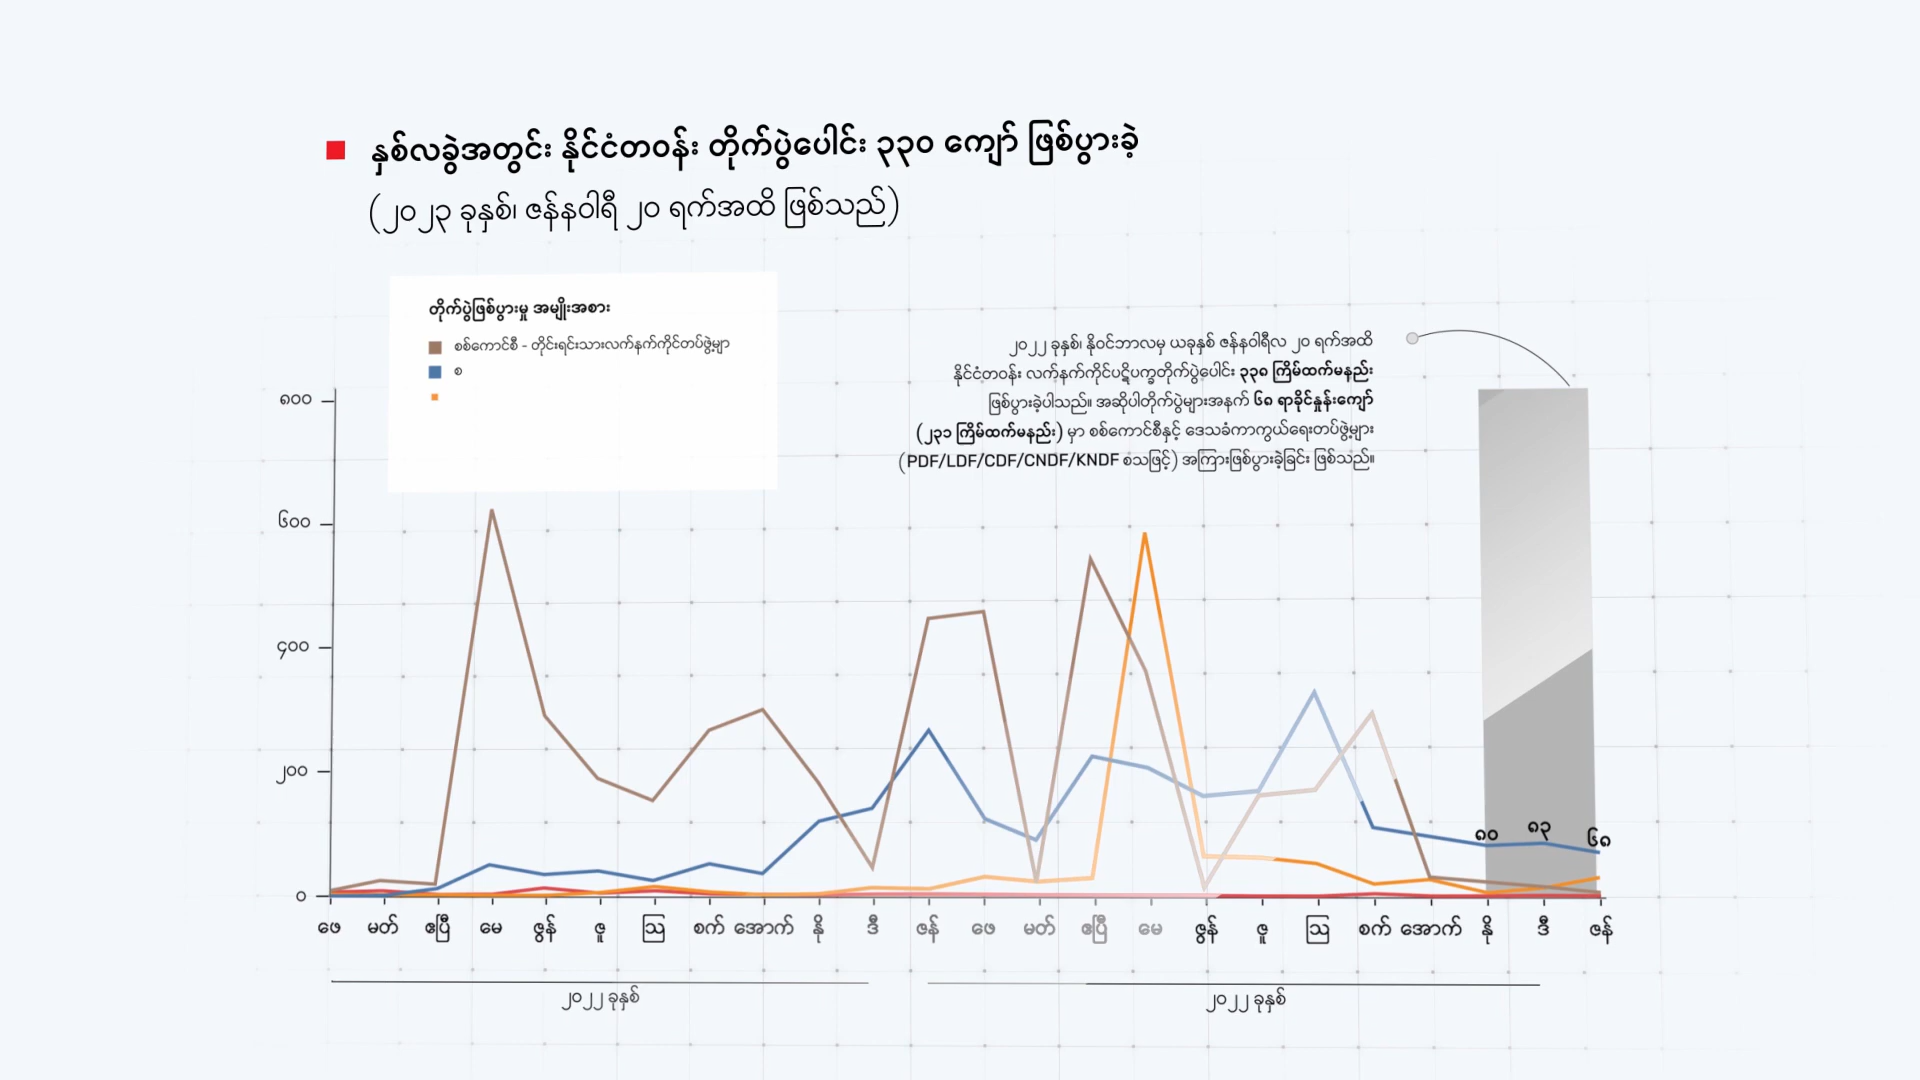 နှစ်လခွဲအတွင်း နိုင်ငံတဝန်း တိုက်ပွဲပေါင်း ၃၃၀ ကျော် ဖြစ်ပွားခဲ့
(၂၀၂၃ ခုနှစ်၊ ဇန်နဝါရီ ၂၀ ရက်အထိ ဖြစ်သည်)
တိုက်ပွဲဖြစ်ပွားမှု အမျိုးအစား
စစ်ကောင်စီ - တိုင်းရင်းသားလက်နက်ကိုင်တပ်ဖွဲ့မျာ
စ
၂၀၂၂ ခုနှစ်၊ နိုဝင်ဘာလမှ ယခုနှစ် ဇန်နဝါရီလ ၂၀ ရက်အထိ
နိုင်ငံတဝန်း လက်နက်ကိုင်ပဋိပက္ခတိုက်ပွဲပေါင်း ၃၃၈ ကြိမ်ထက်မနည်း
ဖြစ်ပွားခဲ့ပါသည်။ အဆိုပါတိုက်ပွဲများအနက် ၆၈ ရာခိုင်နှုန်းကျော်
(၂၃၁ ကြိမ်ထက်မနည်း) မှာ စစ်ကောင်စီနှင့် ဒေသခံကာကွယ်ရေးတပ်ဖွဲ့များ
(PDF/LDF/CDF/CNDF/KNDF စသဖြင့်) အကြားဖြစ်ပွားခဲ့ခြင်း ဖြစ်သည်။
၈၀၀
၆၀၀
၄၀၀
၂၀၀
၀
၈၀ ၈၃ ၆၈
ဖေ မတ် ဧပြီ မေ ဇွန် ဇူ ဩ စက် အောက် နို ဒီ ဇန် ဖေ မတ် ဧပြီ မေ ဇွန် ဇူ ဩ စက် အောက် နို ဒီ ဇန်
၂၀၂၂ ခုနှစ် ၂၀၂၂ ခုနှစ်